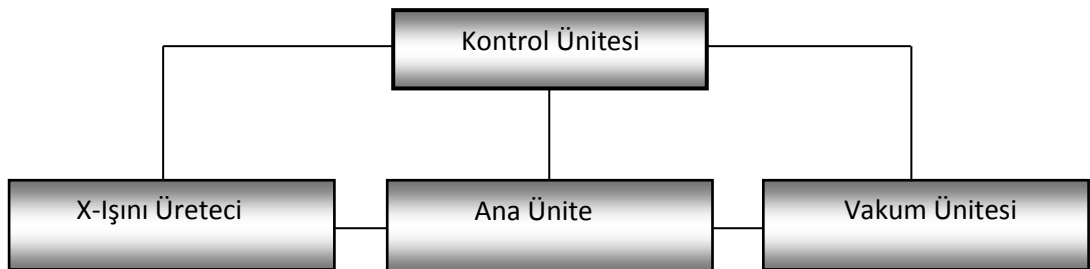 Kontrol Ünitesi
X-Işını Üreteci
Ana Ünite
Vakum Ünitesi